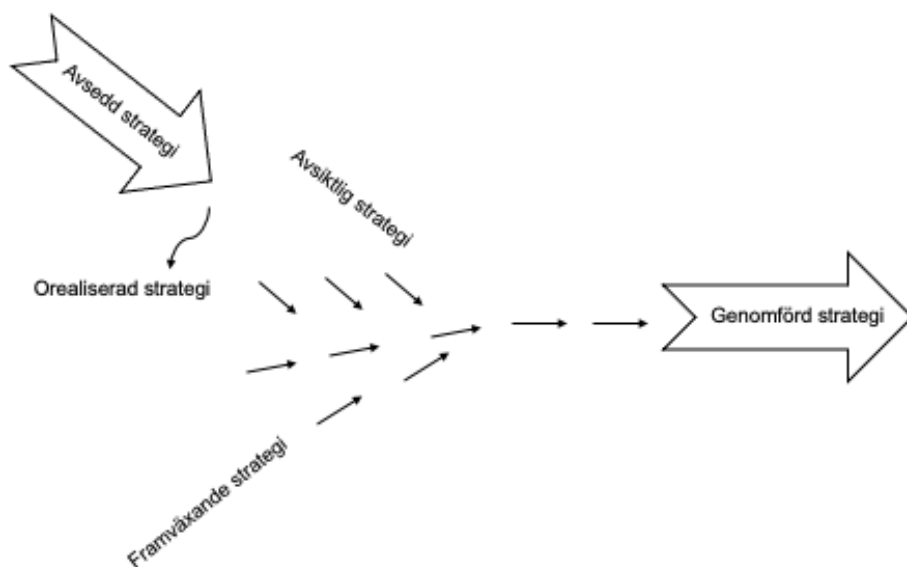 Avsedd strategi
Avsiktlig strategi
Orealiserad strategi
Genomförd strategi
Framväxande strategi